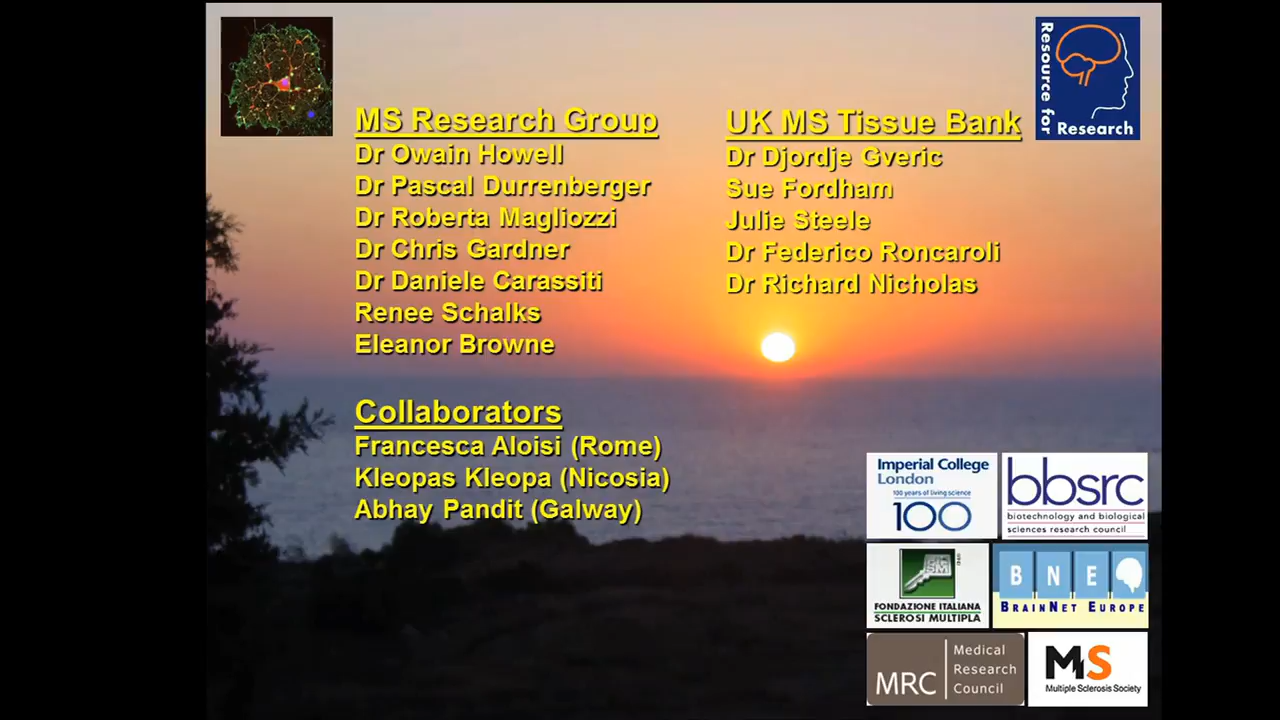 MS Research Group
Dr Owain Howell
Dr Pascal Durrenberger
Dr Roberta Magliozzi
Dr Chris Gardner
Dr Daniele Carassiti
Renee Schalks
Eleanor Browne
Collaborators
Francesca Aloisi (Rome)
Kleopas Kleopa (Nicosia)
Abhay Pandit (Galway)
UK MS Tissue Bank
Dr Djordje Gveric
Sue Fordham
Julie Steele
Dr Federico Roncaroli
Dr Richard Nicholas
Resource for
Research
Imperial College
London
100 years of living science
100
bbsrc
biotechnology and biological
sciences research council
FONDAZIONE ITALIANA
SCLEROSI MULTIPLA
B N E
BRAINNET EUROPE
MRC
Medical
Research
Council
MS
Multiple Sclerosis Society